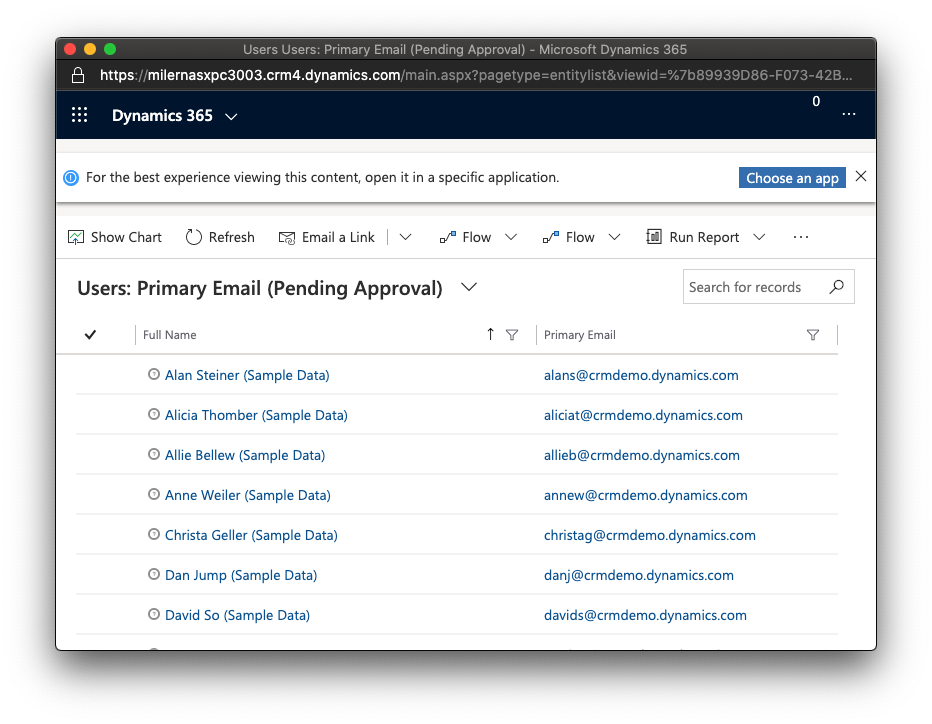 Users Users: Primary Email (Pending Approval) - Microsoft Dynamics 365
https://milernasxpc3003.crm4.dynamics.com/main.aspx?pagetype=entitylist&viewid=%7b89939D86-F073-42B...
Dynamics 365
0
...
For the best experience viewing this content, open it in a specific application. Choose an app
Show Chart Refresh Email a Link Flow Flow Run Report ...
Users: Primary Email (Pending Approval) Search for records
Full Name Primary Email
Alan Steiner (Sample Data) alans@crmdemo.dynamics.com
Alicia Thomber (Sample Data) aliciat@crmdemo.dynamics.com
Allie Bellew (Sample Data) allieb@crmdemo.dynamics.com
Anne Weiler (Sample Data) annew@crmdemo.dynamics.com
Christa Geller (Sample Data) christag@crmdemo.dynamics.com
Dan Jump (Sample Data) danj@crmdemo.dynamics.com
David So (Sample Data) davids@crmdemo.dynamics.com